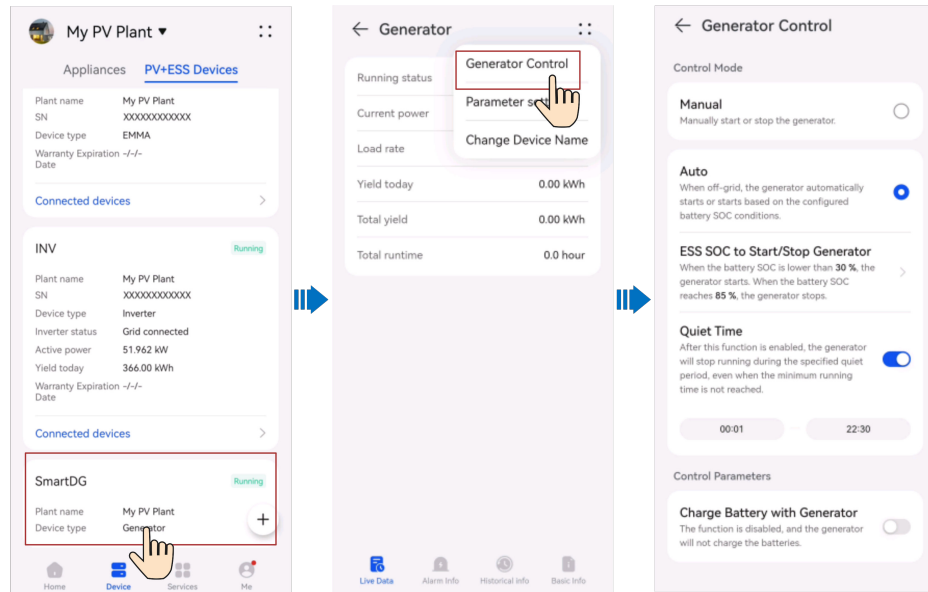 My PV Plant ▼
Appliances PV+ESS Devices
Plant name My PV Plant
SN XXXXXXXXXXXX
Device type EMMA
Warranty Expiration -/-/-
Date
Connected devices
INV Running
Plant name My PV Plant
SN XXXXXXXXXXXX
Device type Inverter
Inverter status Grid connected
Active power 51.962 kW
Yield today 366.00 kWh
Warranty Expiration -/-/-
Date
Connected devices
SmartDG Running
Plant name My PV Plant
Device type Generator
Home Device Services Me
Generator
Generator Control
Parameter
Change Device Name
Running status
Current power
Load rate
Yield today 0.00 kWh
Total yield 0.00 kWh
Total runtime 0.0 hour
Live Data Alarm Info Historical Info Basic Info
Generator Control
Control Mode
Manual
Manually start or stop the generator.
Auto
When off-grid, the generator automatically
starts or starts based on the configured
battery SOC conditions.
ESS SOC to Start/Stop Generator
When the battery SOC is lower than 30 %, the
generator starts. When the battery SOC
reaches 85 %, the generator stops.
Quiet Time
After this function is enabled, the generator
will stop running during the specified quiet
period, even when the minimum running
time is not reached.
00:01 — 22:30
Control Parameters
Charge Battery with Generator
The function is disabled, and the generator
will not charge the batteries.